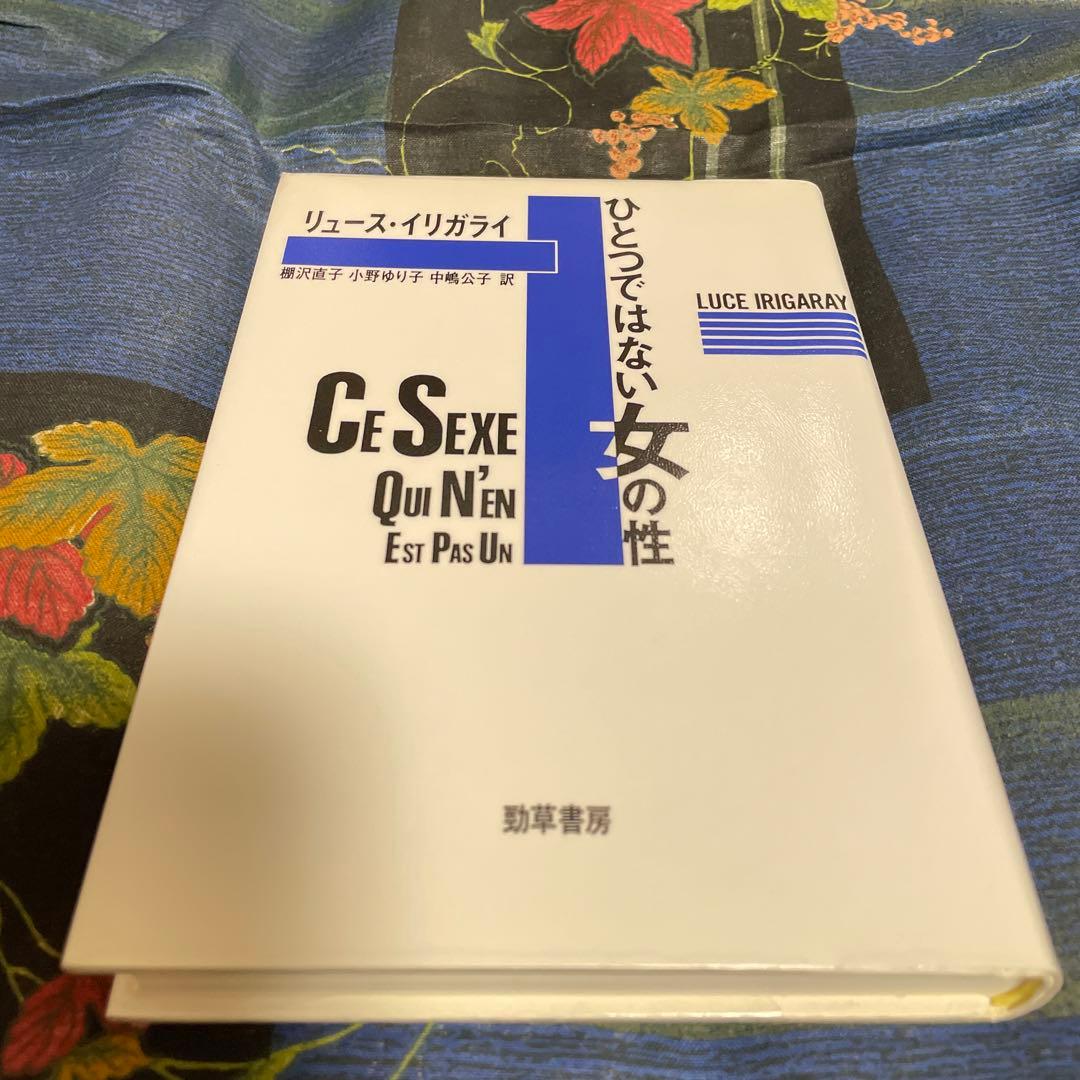 リュース・イリガライ
棚沢直子 小野ゆり子 中嶋公子 訳
ひとつではない女の性
LUCE IRIGARAY
CE SEXE
QUI N'EN
EST PAS UN
勁草書房